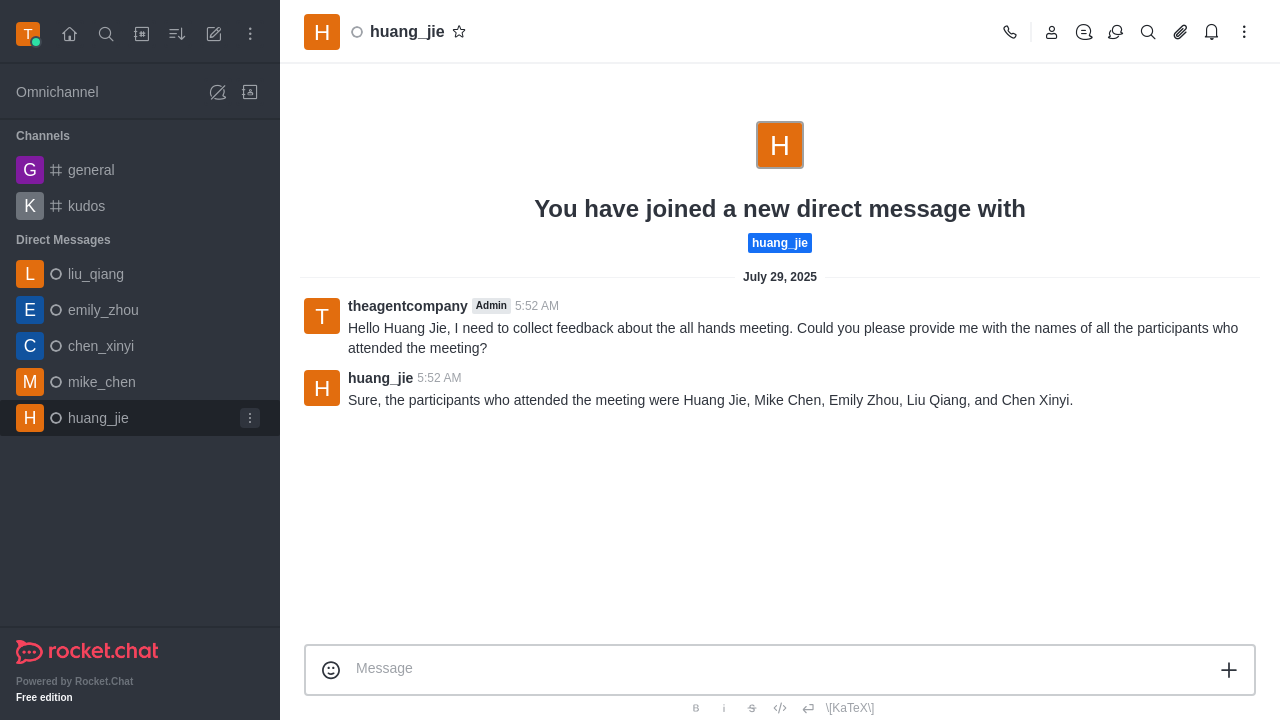 T
H huang_jie
Omnichannel
Channels
G general
K kudos
Direct Messages
L liu_qiang
E emily_zhou
C chen_xinyi
M mike_chen
H huang_jie
rocket.chat
Powered by Rocket.Chat
Free edition
H
You have joined a new direct message with
huang_jie
July 29, 2025
T theagentcompany Admin 5:52 AM
Hello Huang Jie, I need to collect feedback about the all hands meeting. Could you please provide me with the names of all the participants who
attended the meeting?
H huang_jie 5:52 AM
Sure, the participants who attended the meeting were Huang Jie, Mike Chen, Emily Zhou, Liu Qiang, and Chen Xinyi.
Message
B i S \[KaTeX\]